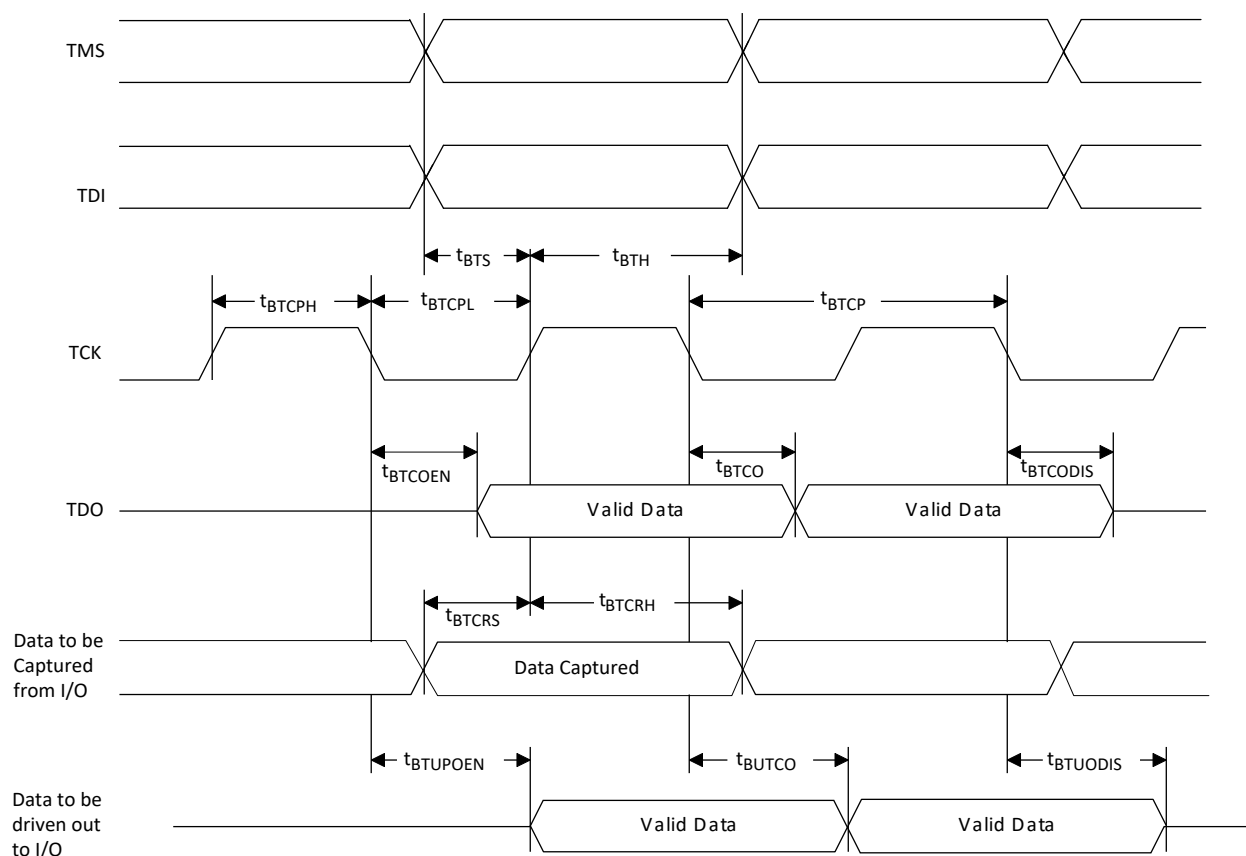 TMS
TDI
tBTS
tBTH
tBTCPH
tBTCPL
tBTCP
TCK
tBTCOEN
tBTCO
tBTCODIS
TDO
Valid Data
Valid Data
tBTCRS
tBTCRH
Data to be
Captured
from I/O
Data Captured
tBTUPOEN
tBUTCO
tBTUODIS
Data to be
driven out
to I/O
Valid Data
Valid Data